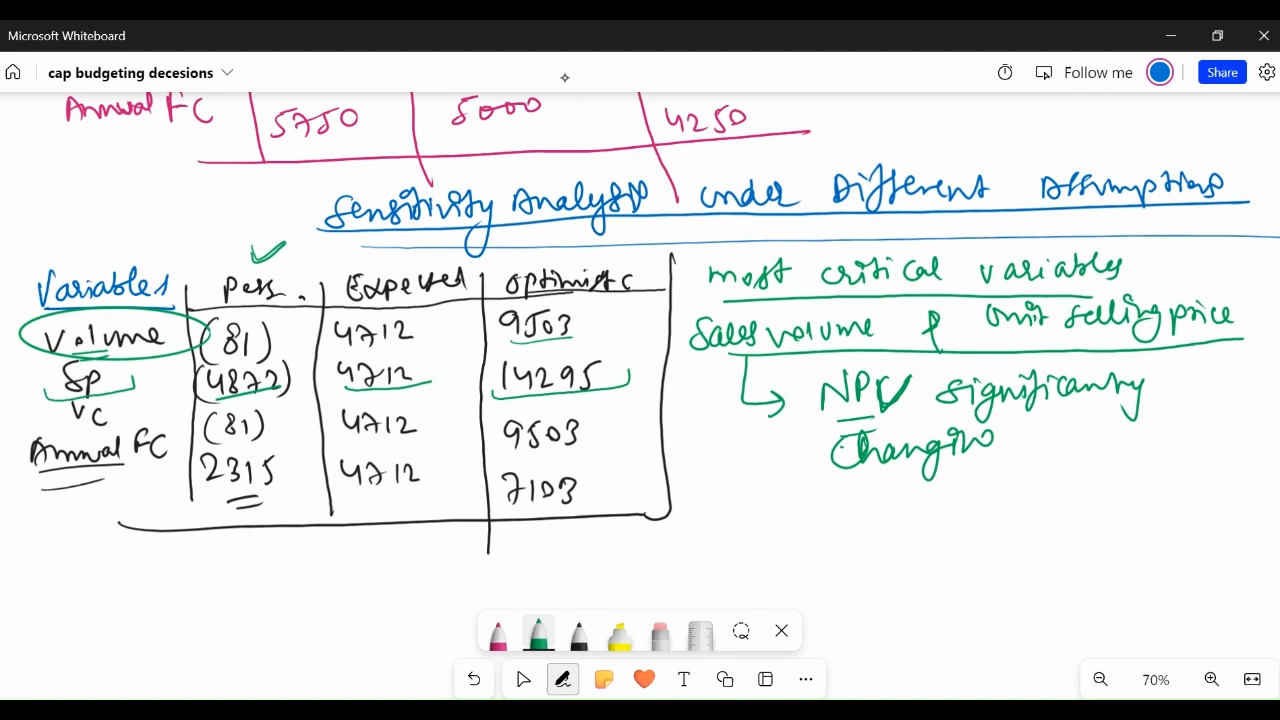 Microsoft Whiteboard
cap budgeting decesions
Follow me
Share
Annual FC 5750 5000 4250
Sensitivity Analysis under Different Assumptions
Variables Pess. Expected Optimistic
Volume (81) 4712 9503
SP (4872) 4712 14295
VC (81) 4712 9503
Annual FC 2315 4712 7103
most critical variables
Sales volume & Unit selling price
NPV significantly
Changing
70%